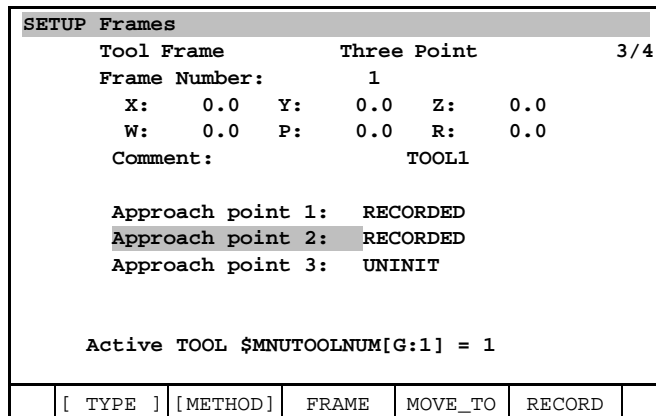 SETUP Frames
Tool Frame Three Point 3/4
Frame Number: 1
X: 0.0 Y: 0.0 Z: 0.0
W: 0.0 P: 0.0 R: 0.0
Comment: TOOL1
Approach point 1: RECORDED
Approach point 2: RECORDED
Approach point 3: UNINIT
Active TOOL $MNUTOOLNUM[G:1] = 1
[ TYPE ] [METHOD] FRAME MOVE_TO RECORD